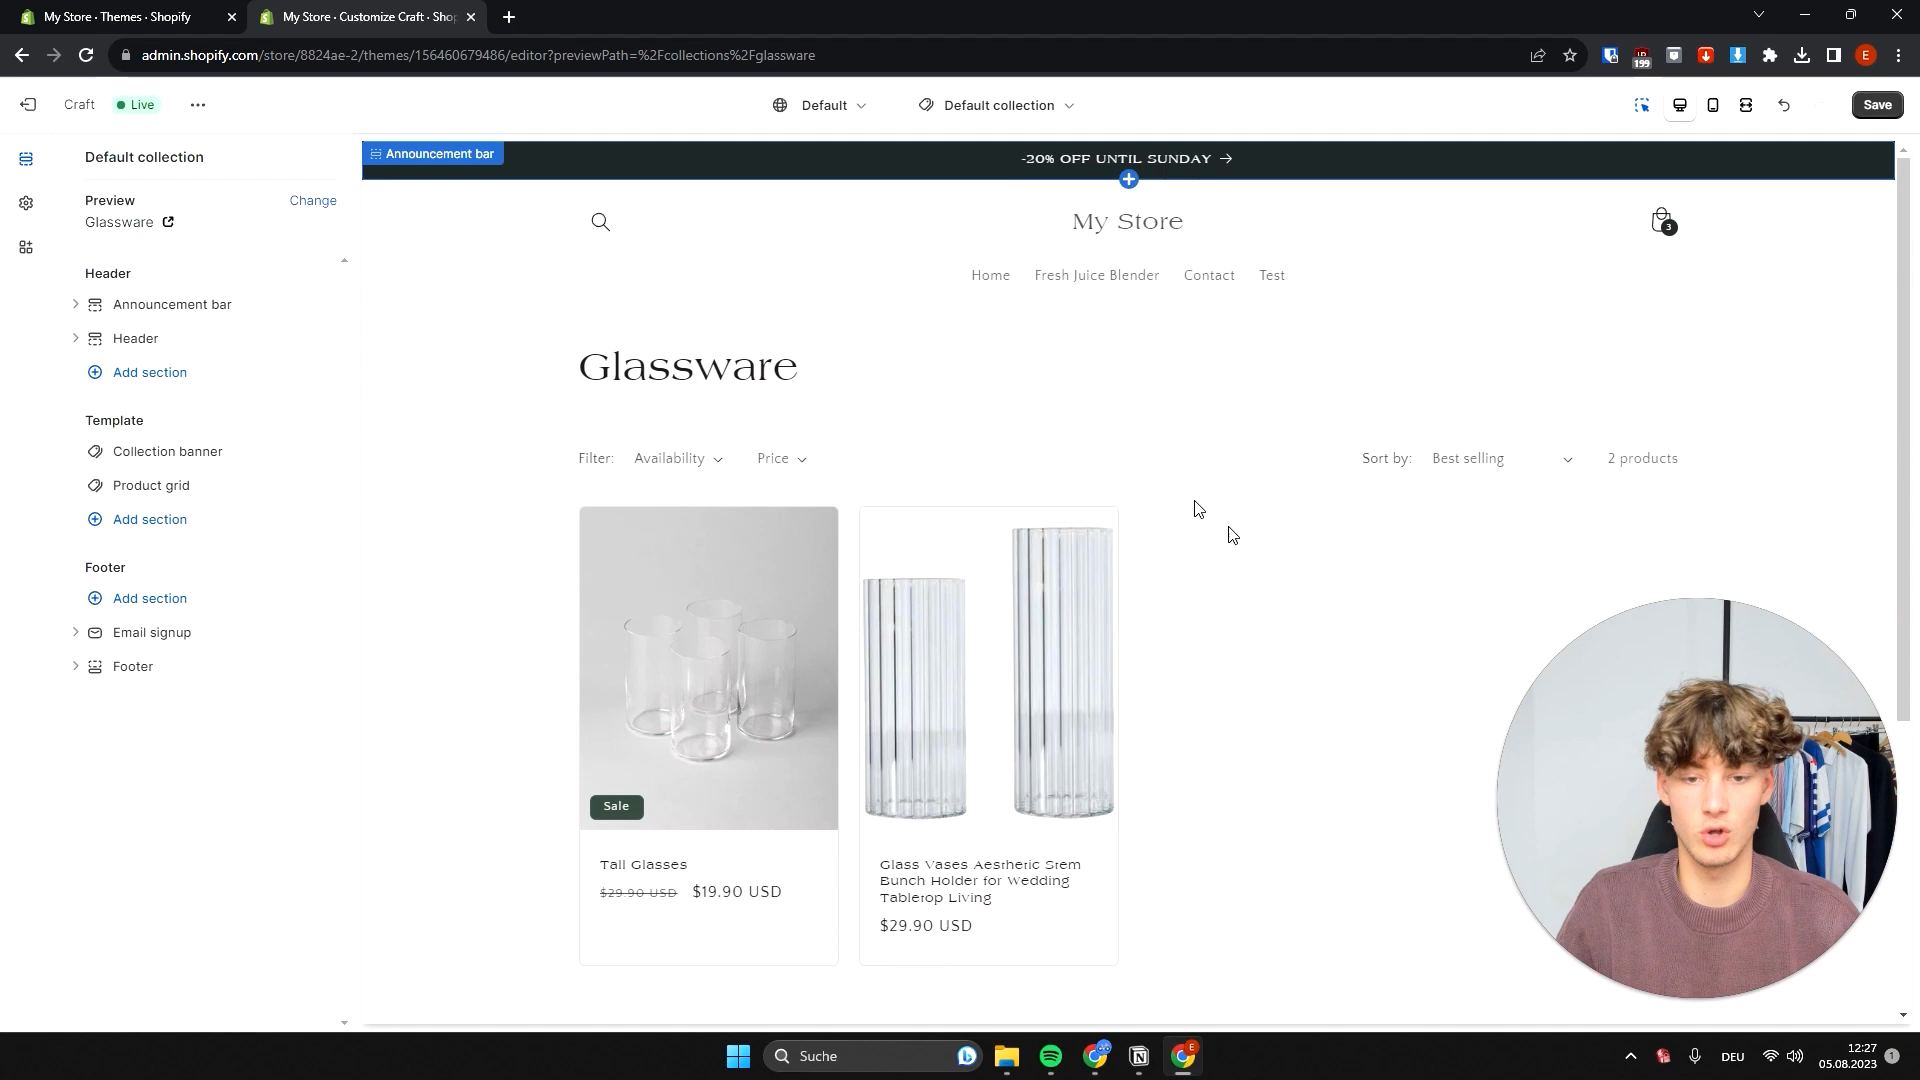 My Store · Themes · Shopify
My Store · Customize Craft · Shop
admin.shopify.com/store/8824ae-2/themes/156460679486/editor?previewPath=%2Fcollections%2Fglassware
199
E
Craft
Live
Default
Default collection
Save
Default collection
Preview
Change
Glassware
Header
Announcement bar
Header
Add section
Template
Collection banner
Product grid
Add section
Footer
Add section
Email signup
Footer
Announcement bar
-20% OFF UNTIL SUNDAY →
My Store
3
Home Fresh Juice Blender Contact Test
Glassware
Filter: Availability Price
Sort by: Best selling 2 products
Sale
Tall Glasses
$29.90 USD $19.90 USD
Glass Vases Aesthetic Stem
Bunch Holder for Wedding
Tabletop Living
$29.90 USD
Suche
E
DEU
12:27
05.08.2023
1